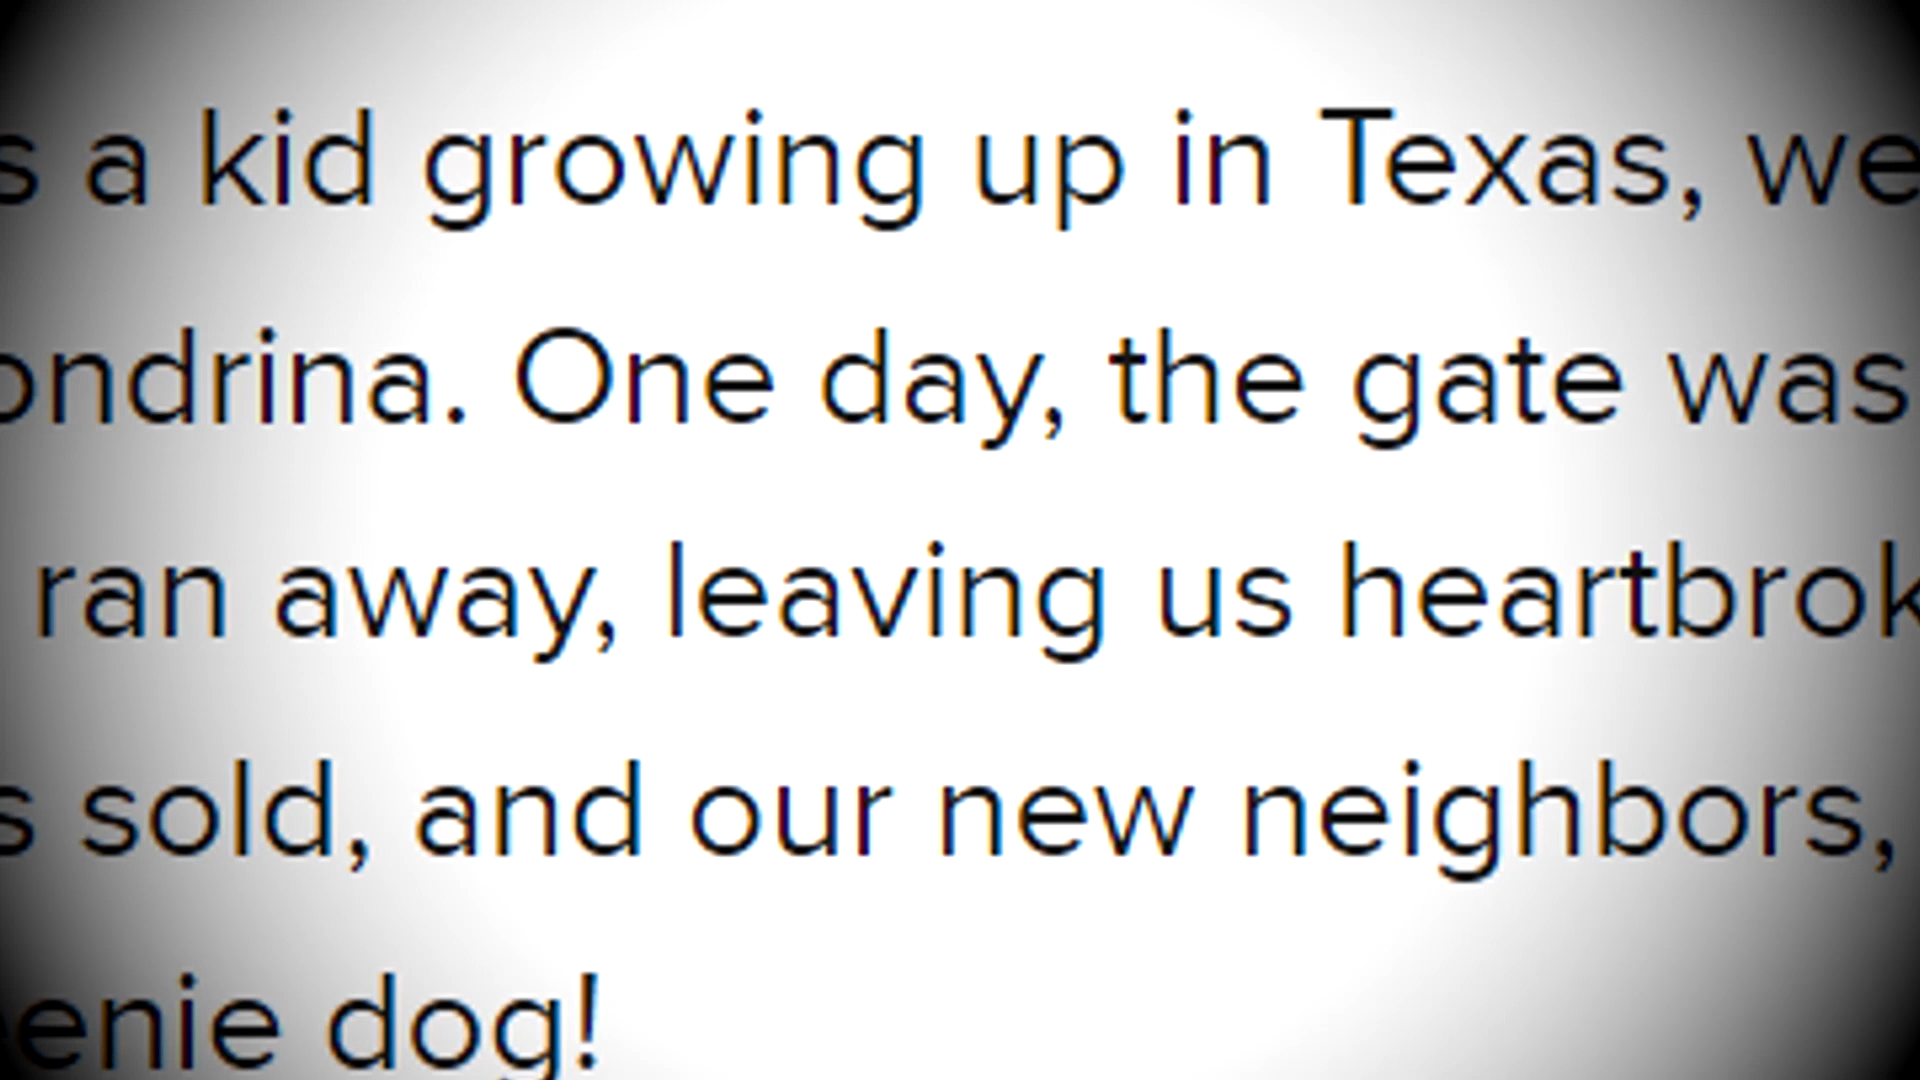 s a kid growing up in Texas, we
ondrina. One day, the gate was
ran away, leaving us heartbrok
s sold, and our new neighbors,
enie dog!